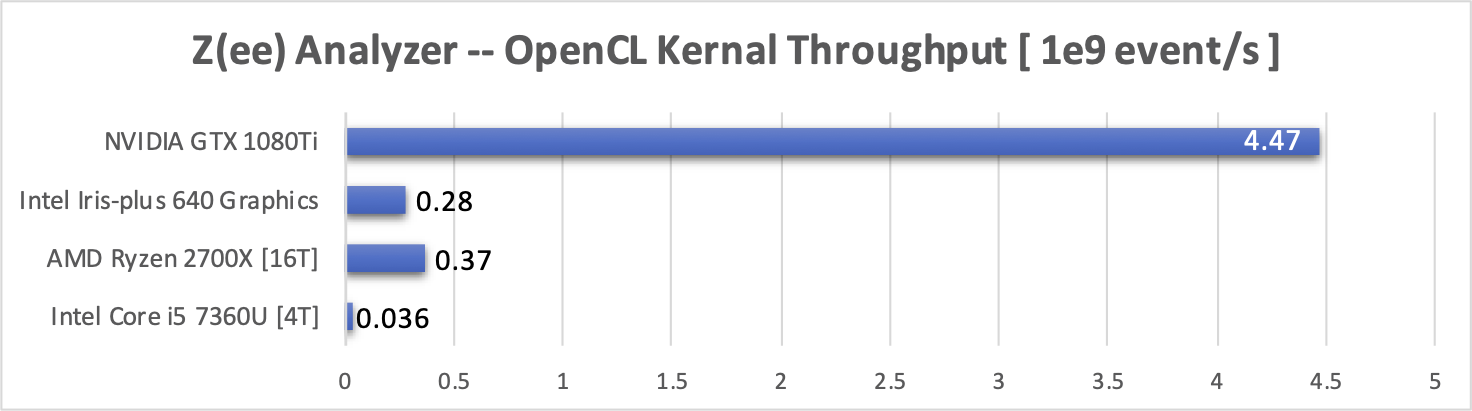 Z(ee) Analyzer -- OpenCL Kernal Throughput [ 1e9 event/s ]
NVIDIA GTX 1080Ti 4.47
Intel Iris-plus 640 Graphics 0.28
AMD Ryzen 2700X [16T] 0.37
Intel Core i5 7360U [4T] 0.036
0 0.5 1 1.5 2 2.5 3 3.5 4 4.5 5